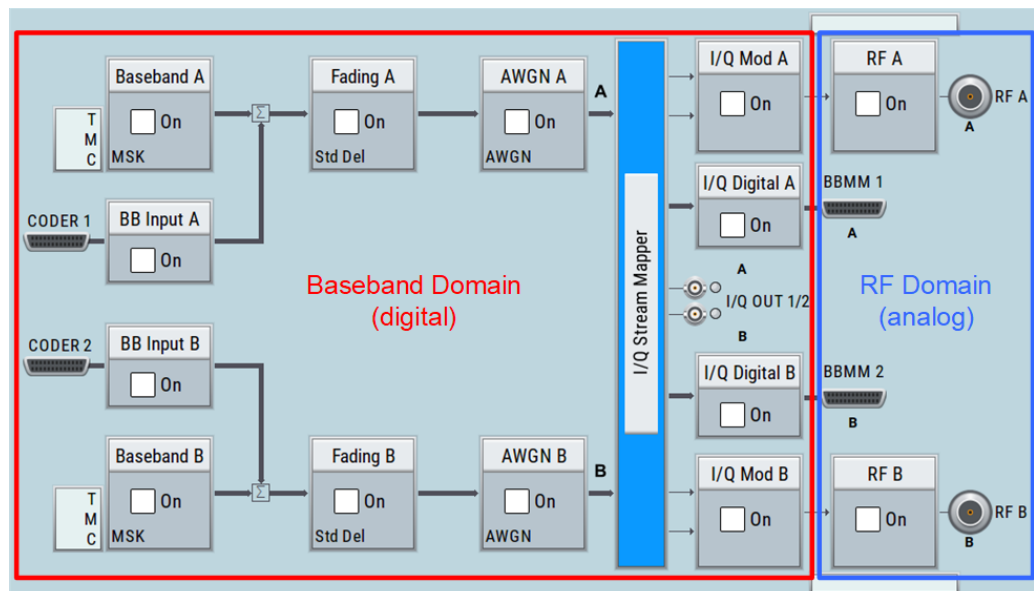 Baseband A
On
T
M
C
MSK
Σ
Fading A
On
Std Del
AWGN A
On
AWGN
A
I/Q Mod A
On
RF A
On
RF A
A
CODER 1
BB Input A
On
I/Q Digital A
On
BBMM 1
A
Baseband Domain
(digital)
I/Q Stream Mapper
A
I/Q OUT 1/2
B
RF Domain
(analog)
CODER 2
BB Input B
On
I/Q Digital B
On
BBMM 2
B
Baseband B
On
T
M
C
MSK
Σ
Fading B
On
Std Del
AWGN B
On
AWGN
B
I/Q Mod B
On
RF B
On
RF B
B